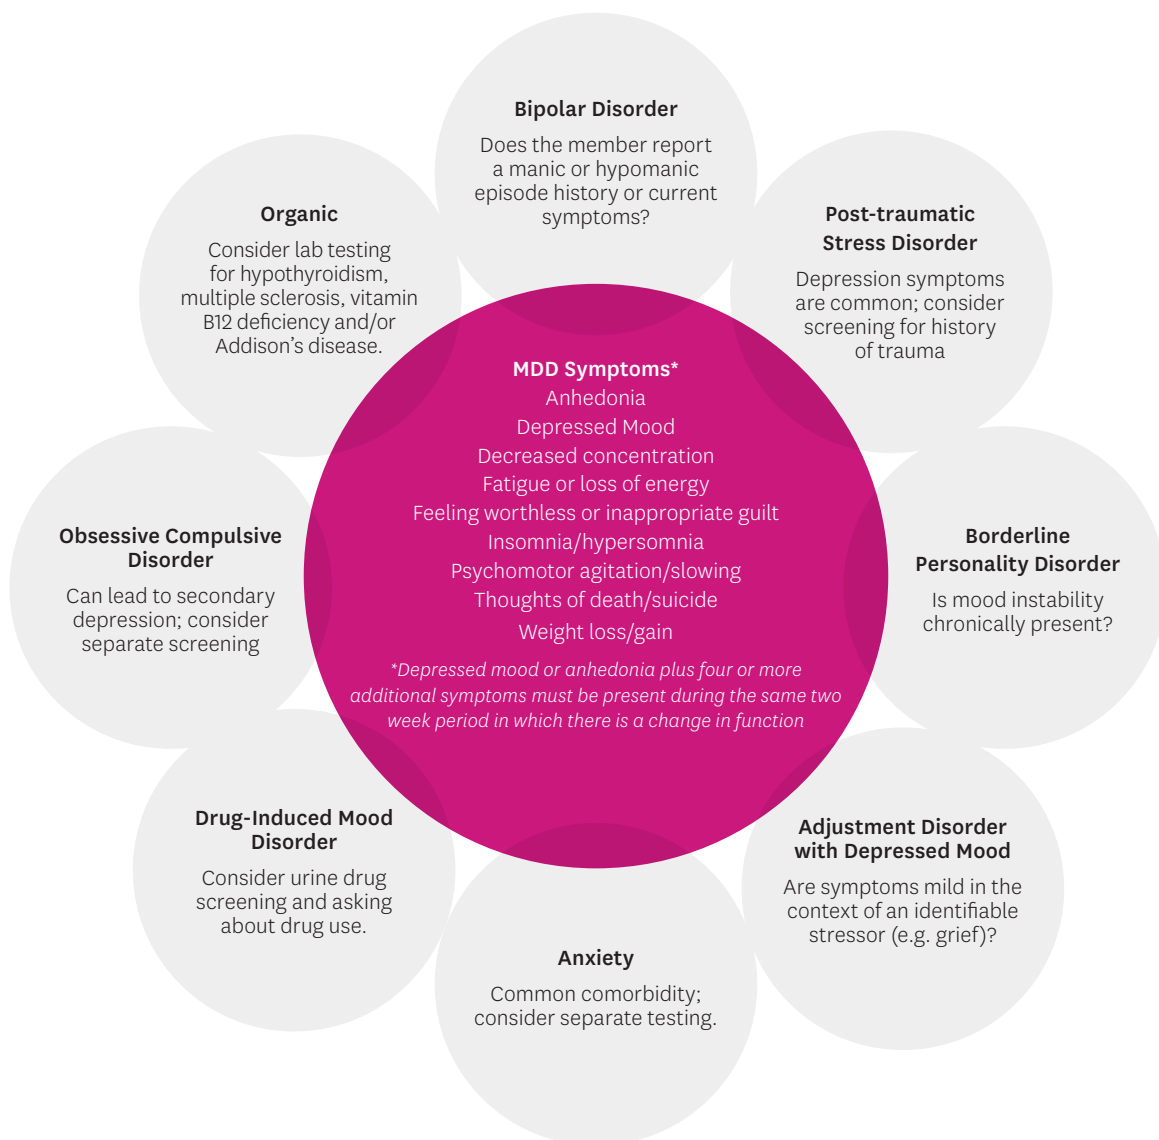 Bipolar Disorder
Does the member report
a manic or hypomanic
episode history or current
symptoms?
Organic
Consider lab testing
for hypothyroidism,
multiple sclerosis, vitamin
B12 deficiency and/or
Addison's disease.
Post-traumatic
Stress Disorder
Depression symptoms
are common; consider
screening for history
of trauma
MDD Symptoms*
Anhedonia
Depressed Mood
Decreased concentration
Fatigue or loss of energy
Feeling worthless or inappropriate guilt
Insomnia/hypersomnia
Psychomotor agitation/slowing
Thoughts of death/suicide
Weight loss/gain
*Depressed mood or anhedonia plus four or more
additional symptoms must be present during the same two
week period in which there is a change in function
Obsessive Compulsive
Disorder
Can lead to secondary
depression; consider
separate screening
Borderline
Personality Disorder
Is mood instability
chronically present?
Drug-Induced Mood
Disorder
Consider urine drug
screening and asking
about drug use.
Adjustment Disorder
with Depressed Mood
Are symptoms mild in the
context of an identifiable
stressor (e.g. grief)?
Anxiety
Common comorbidity;
consider separate testing.